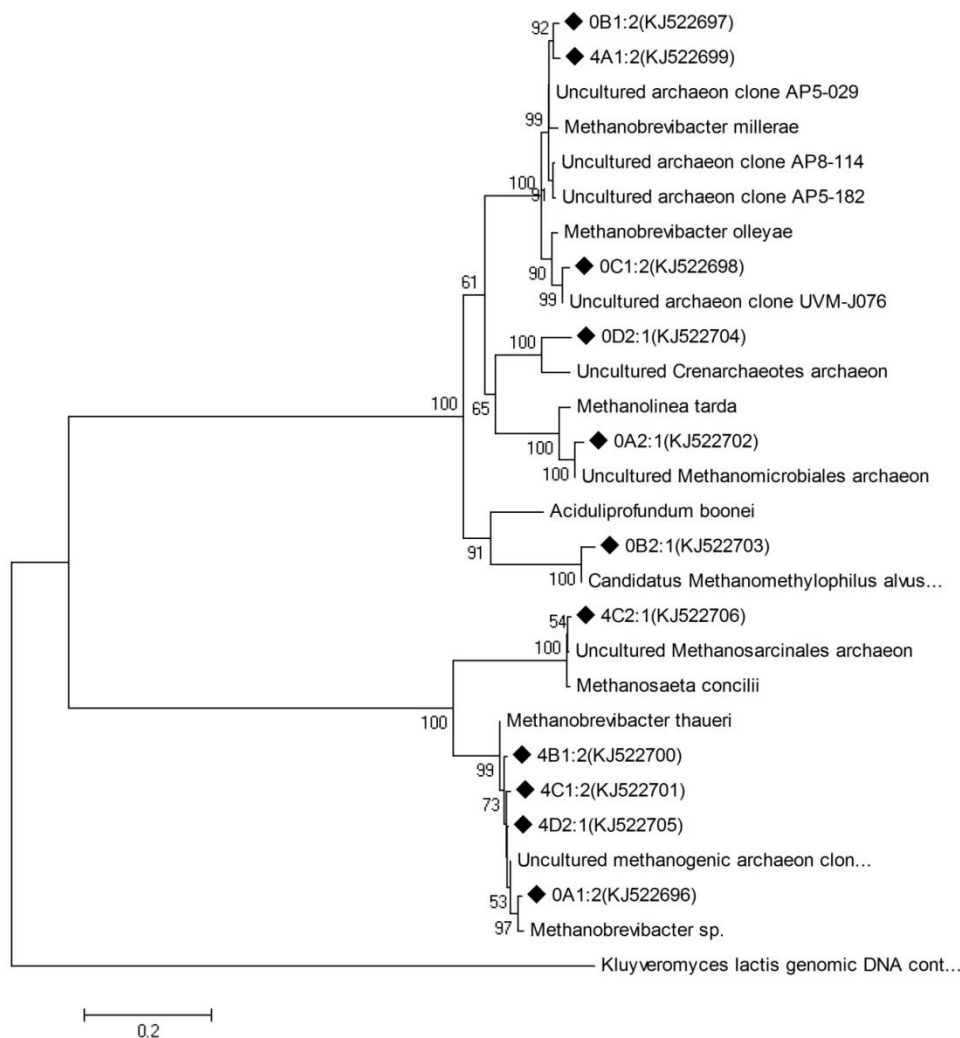 92
◆ 0B1:2(KJ522697)
◆ 4A1:2(KJ522699)
Uncultured archaeon clone AP5-029
99
Methanobrevibacter millerae
Uncultured archaeon clone AP8-114
100
91
Uncultured archaeon clone AP5-182
Methanobrevibacter olleyae
90
◆ 0C1:2(KJ522698)
61
99
Uncultured archaeon clone UVM-J076
◆ 0D2:1(KJ522704)
100
Uncultured Crenarchaeotes archaeon
100
65
Methanolinea tarda
100
◆ 0A2:1(KJ522702)
100
Uncultured Methanomicrobiales archaeon
Aciduliprofundum boonei
91
◆ 0B2:1(KJ522703)
100
Candidatus Methanomethylophilus alvus...
54
◆ 4C2:1(KJ522706)
100
Uncultured Methanosarcinales archaeon
Methanosaeta concilii
100
Methanobrevibacter thaueri
99
◆ 4B1:2(KJ522700)
73
◆ 4C1:2(KJ522701)
◆ 4D2:1(KJ522705)
Uncultured methanogenic archaeon clon...
53
◆ 0A1:2(KJ522696)
97
Methanobrevibacter sp.
Kluyveromyces lactis genomic DNA cont...
0.2